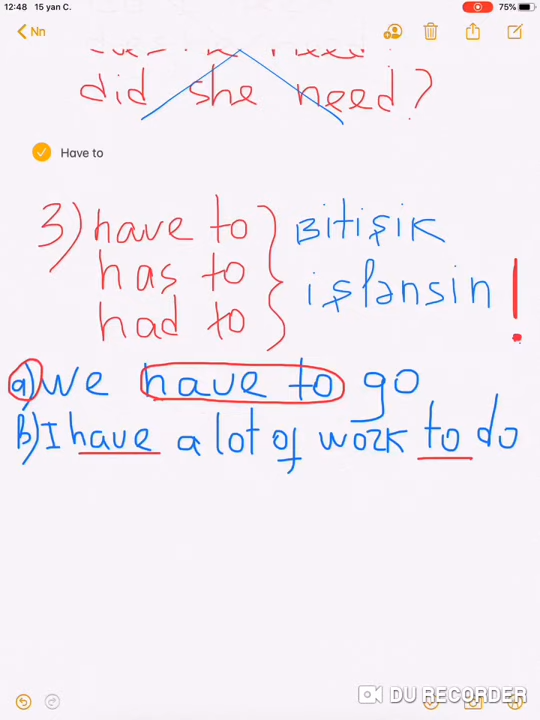 12:48 15 yan C. 75%
Nn
need?
did she need?
Have to
3) have to
has to
had to
Bitişik
işlənsin !
a) we have to go
b) I have a lot of work to do
DU RECORDER